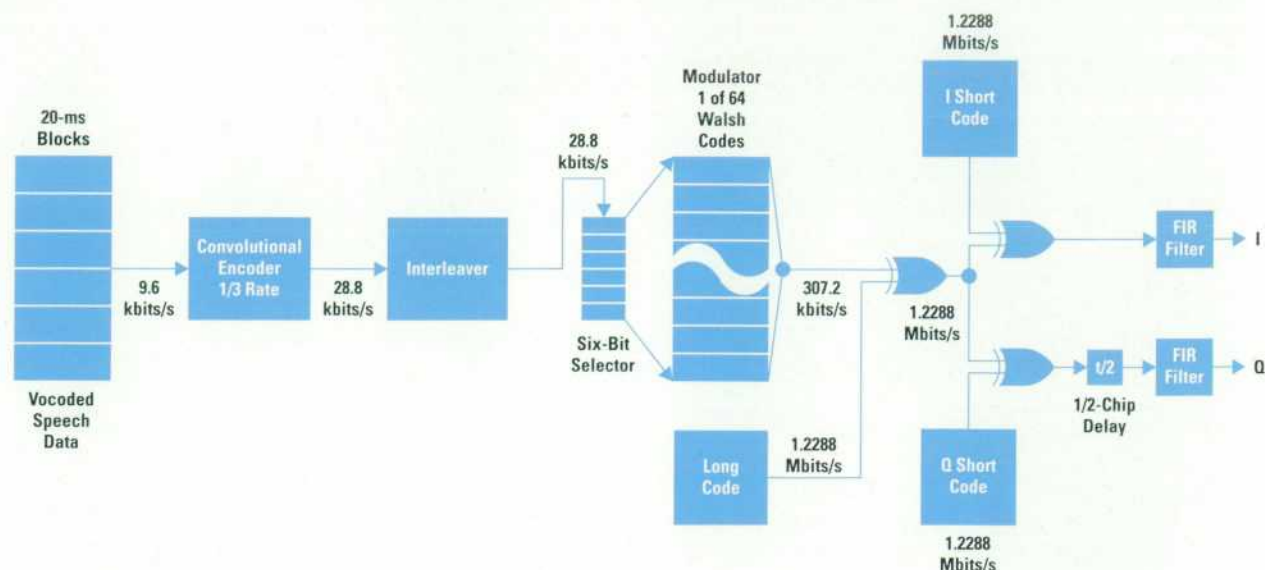 20-ms
Blocks
Vocoded
Speech
Data
9.6
kbits/s
Convolutional
Encoder
1/3 Rate
28.8
kbits/s
Interleaver
28.8
kbits/s
Six-Bit
Selector
Modulator
1 of 64
Walsh
Codes
307.2
kbits/s
Long
Code
1.2288
Mbits/s
1.2288
Mbits/s
1.2288
Mbits/s
I Short
Code
FIR
Filter
I
t/2
1/2-Chip
Delay
FIR
Filter
Q
Q Short
Code
1.2288
Mbits/s